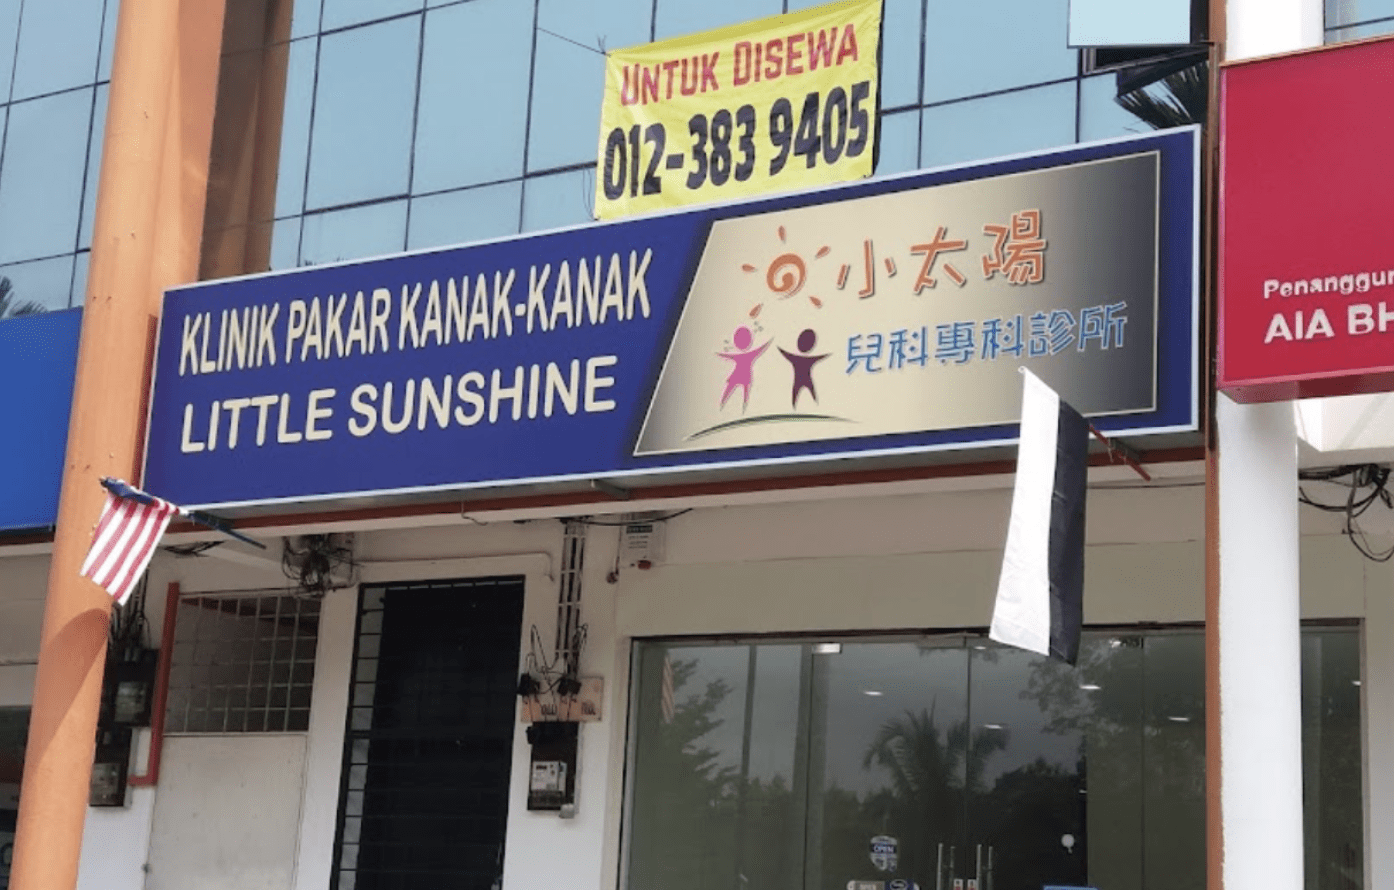 UNTUK DISEWA
012-383 9405
KLINIK PAKAR KANAK-KANAK
LITTLE SUNSHINE
小太陽
兒科專科診所
Penanggun
AIA BH
OPEN